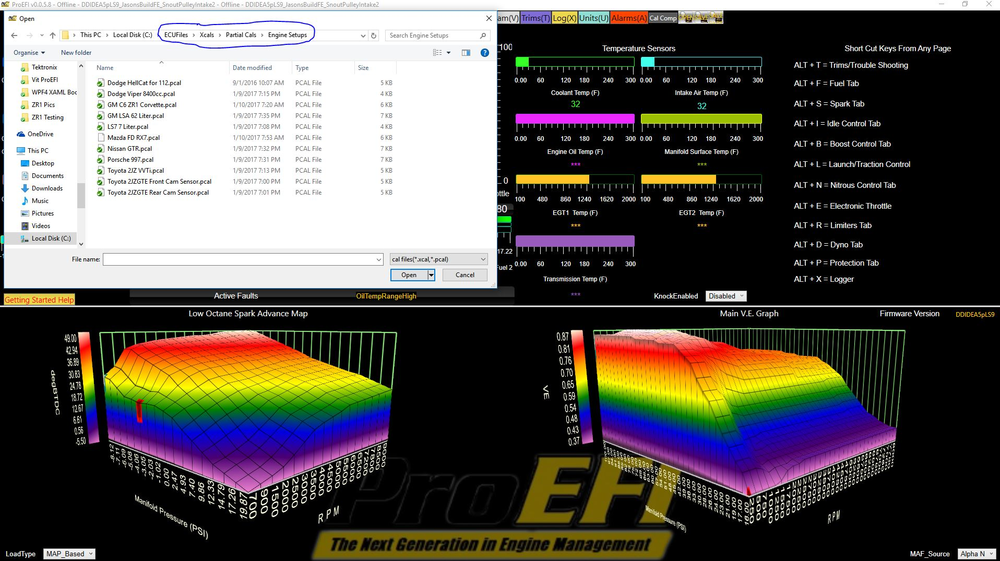 ProEFI v0.0.5.8 - Offline - DDIDEA5pLS9_JasonsBuildFE_SnoutPulleyIntake2 - Offline - DDIDEA5pLS9_JasonsBuildFE_SnoutPulleyIntake2
Open
This PC > Local Disk (C:) > ECUFiles > Xcals > Partial Cals > Engine Setups
Search Engine Setups
Organise New folder
Tektronix
Vit ProEFI
WPF4 XAML Boo
ZR1 Pics
ZR1 Testing
OneDrive
This PC
Desktop
Documents
Downloads
Music
Pictures
Videos
Local Disk (C:)
Name Date modified Type Size
Dodge HellCat for 112.pcal 9/1/2016 10:07 AM PCAL File 5 KB
Dodge Viper 8400cc.pcal 1/9/2017 7:15 PM PCAL File 4 KB
GM C6 ZR1 Corvette.pcal 1/10/2017 7:20 AM PCAL File 6 KB
GM LSA 62 Liter.pcal 1/9/2017 7:35 PM PCAL File 7 KB
LS7 7 Liter.pcal 1/9/2017 7:08 PM PCAL File 4 KB
Mazda FD RX7.pcal 1/10/2017 7:53 AM PCAL File 6 KB
Nissan GTR.pcal 1/9/2017 7:32 PM PCAL File 7 KB
Porsche 997.pcal 1/9/2017 7:31 PM PCAL File 7 KB
Toyota 2JZ VVTi.pcal 1/9/2017 7:13 PM PCAL File 5 KB
Toyota 2JZGTE Front Cam Sensor.pcal 1/9/2017 7:00 PM PCAL File 5 KB
Toyota 2JZGTE Rear Cam Sensor.pcal 1/9/2017 7:01 PM PCAL File 5 KB
File name: cal files(*.xcal,*.pcal)
Open Cancel
am(V) Trims(T) Log(X) Units(U) Alarms(A) Cal Comp OPEN SAVE SAVE
100
0
ottle
80
17.22
Fuel 2
Temperature Sensors
0.00 60 120 180 240 300
Coolant Temp (F)
32
0.00 60 120 180 240 300
Intake Air Temp (F)
32
0.00 60 120 180 240 300
Engine Oil Temp (F)
***
0.00 60 120 180 240 300
Manifold Surface Temp (F)
***
100 480 860 1240 1620 2000
EGT1 Temp (F)
***
100 480 860 1240 1620 2000
EGT2 Temp (F)
***
0.00 60 120 180 240 300
Transmission Temp (F)
***
KnockEnabled Disabled
Short Cut Keys From Any Page
ALT + T = Trims/Trouble Shooting
ALT + F = Fuel Tab
ALT + S = Spark Tab
ALT + I = Idle Control Tab
ALT + B = Boost Control Tab
ALT + L = Launch/Traction Control
ALT + N = Nitrous Control Tab
ALT + E = Electronic Throttle
ALT + R = Limiters Tab
ALT + D = Dyno Tab
ALT + P = Protection Tab
ALT + X = Logger
Getting Started Help
Active Faults OilTempRangeHigh
Low Octane Spark Advance Map
49.00
42.94
36.89
30.83
24.78
18.72
12.67
6.61
0.56
-5.50
degBTDC
-8.12 -7.11 -6.09 -5.08 -4.06 -3.05 -2.03 -1.02 0.00 2.47 4.93 7.40 9.86 12.33 14.79 17.26 19.87
Manifold Pressure (PSI)
700 900 1500 2000 2500 3000 3500 4000 4500 5000 5500 6000 6500 7200 7800 8500 9000
RPM
Main V.E. Graph
Firmware Version DDIDEA5pLS9
0.87
0.81
0.76
0.70
0.65
0.59
0.54
0.48
0.43
0.37
VE
Manifold Pressure (PSI)
RPM
ProEFI
The Next Generation in Engine Management
LoadType MAP_Based
MAF_Source Alpha N